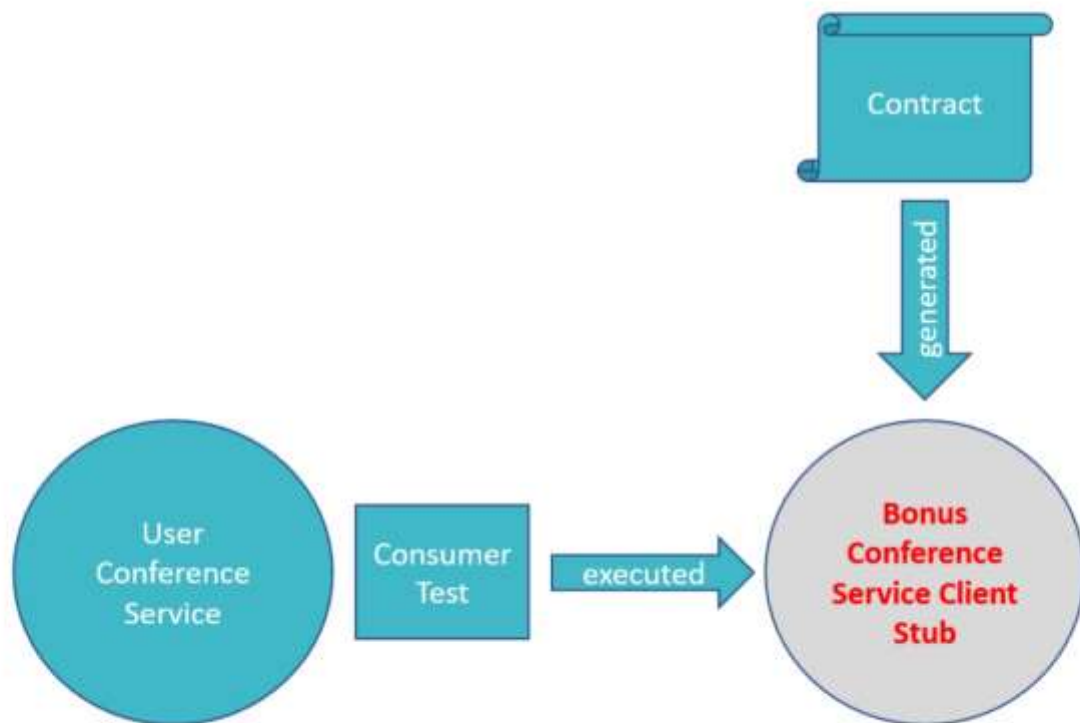 Contract
generated
User
Conference
Service
Consumer
Test
executed
Bonus
Conference
Service Client
Stub